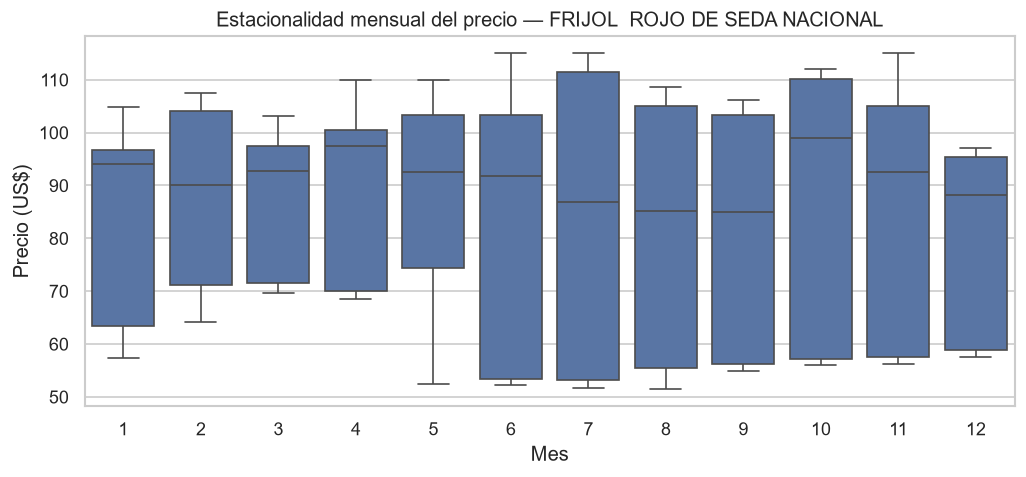 Estacionalidad mensual del precio — FRIJOL  ROJO DE SEDA NACIONAL
Precio (US$)
110
100
90
80
70
60
50
1 2 3 4 5 6 7 8 9 10 11 12
Mes